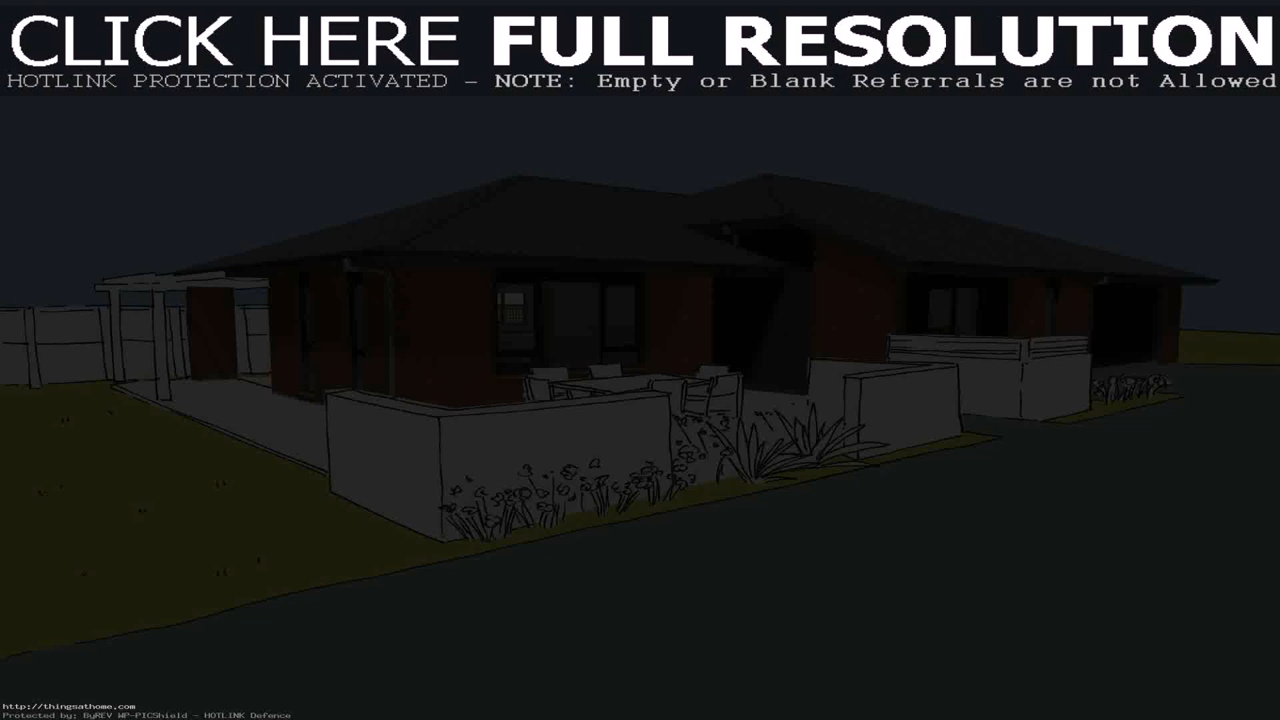 CLICK HERE FULL RESOLUTION
HOTLINK PROTECTION ACTIVATED – NOTE: Empty or Blank Referrals are not Allowed
http://thingsathome.com
Protected by: ByREV WP-PICShield – HOTLINK Defence